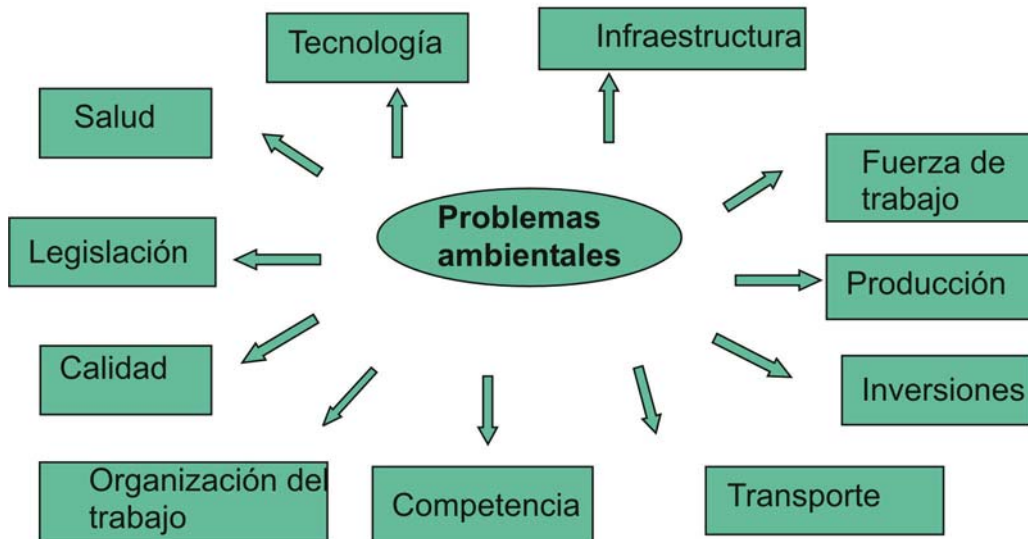 Tecnología
Infraestructura
Salud
Fuerza de
trabajo
Problemas
ambientales
Legislación
Producción
Calidad
Inversiones
Organización del
trabajo
Competencia
Transporte